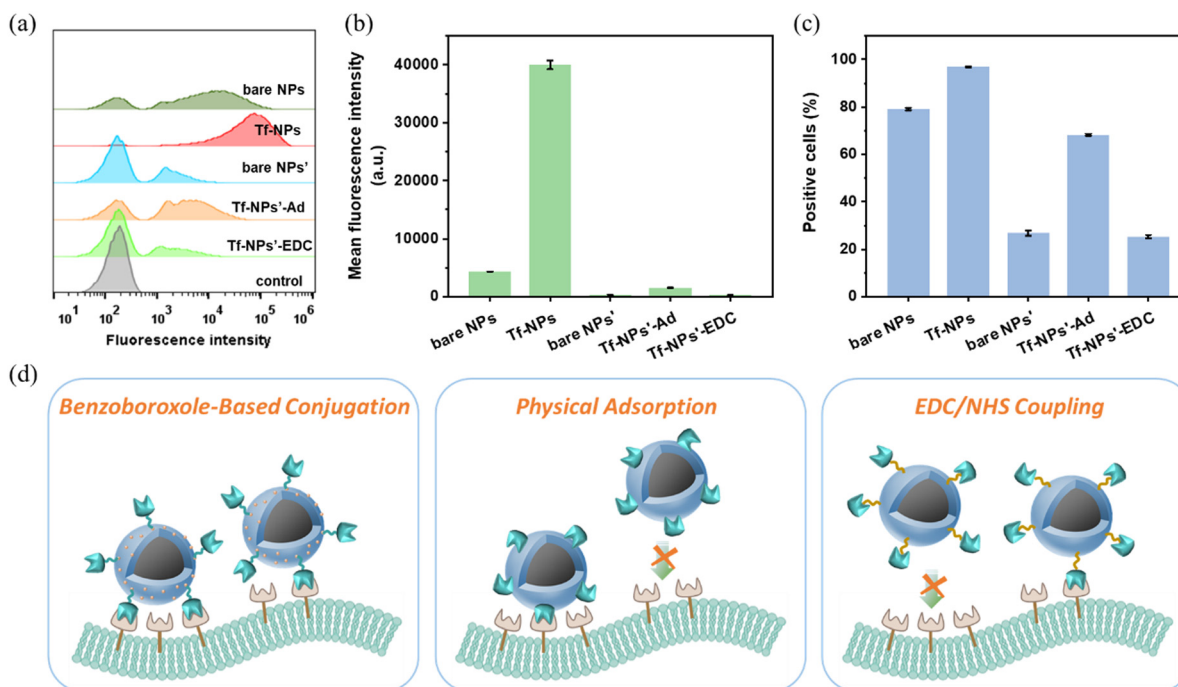 (a)
bare NPs
Tf-NPs
bare NPs'
Tf-NPs'-Ad
Tf-NPs'-EDC
control
10¹ 10² 10³ 10⁴ 10⁵ 10⁶
Fluorescence intensity
(b)
Mean fluorescence intensity
(a.u.)
40000
30000
20000
10000
0
bare NPs
Tf-NPs
bare NPs'
Tf-NPs'-Ad
Tf-NPs'-EDC
(c)
Positive cells (%)
100
80
60
40
20
0
bare NPs
Tf-NPs
bare NPs'
Tf-NPs'-Ad
Tf-NPs'-EDC
(d)
Benzoboroxole-Based Conjugation
Physical Adsorption
EDC/NHS Coupling